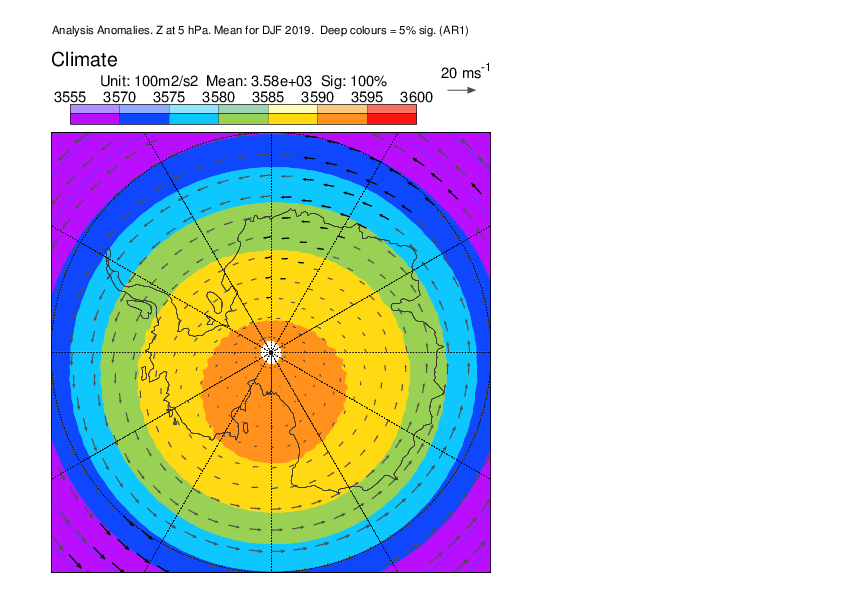 Analysis Anomalies. Z at 5 hPa. Mean for DJF 2019.  Deep colours = 5% sig. (AR1)
Climate
20 ms⁻¹
Unit: 100m2/s2  Mean: 3.58e+03  Sig: 100%
3555 3570 3575 3580 3585 3590 3595 3600